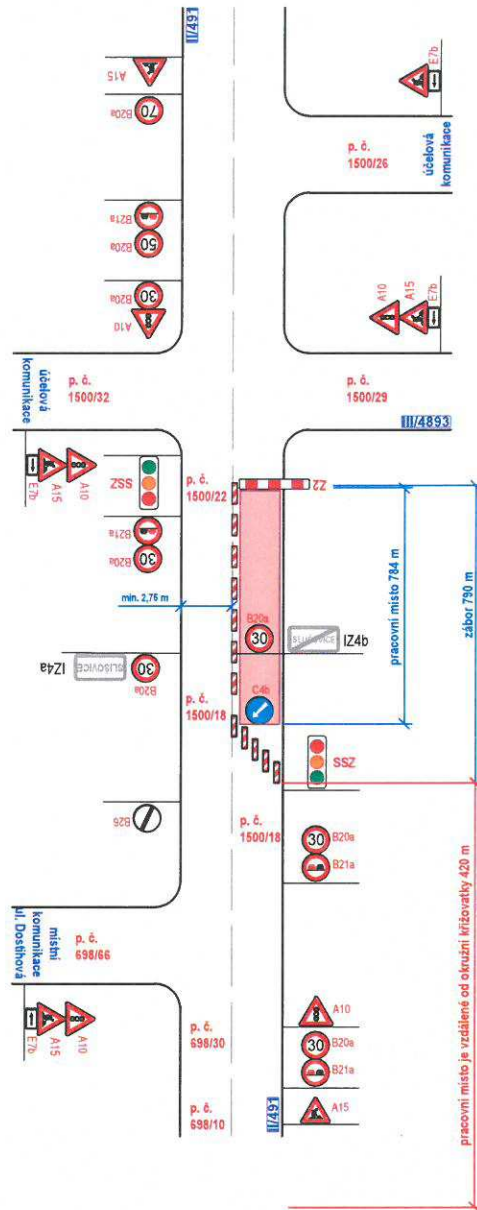 II/491
A15
B20a
70
B21a
B20a
50
B20a
30
A10
E7b
účelová
komunikace
p. č.
1500/26
A10
A15
E7b
účelová
komunikace
p. č.
1500/32
p. č.
1500/29
III/4893
E7b
A15
A10
SSZ
B21a
B20a
30
p. č.
1500/22
Z2
min. 2,75 m
pracovní místo 784 m
zábor 790 m
IZ4a
SLUŠOVICE
30
B20a
B20a
30
SLUŠOVICE
IZ4b
C4b
p. č.
1500/18
SSZ
B26
p. č.
1500/18
30
B20a
B21a
místní
komunikace
ul. Dostihová
p. č.
698/66
E7b
A15
A10
p. č.
698/30
p. č.
698/10
A10
30
B20a
B21a
A15
II/491
pracovní místo je vzdálené od okružní křižovatky 420 m